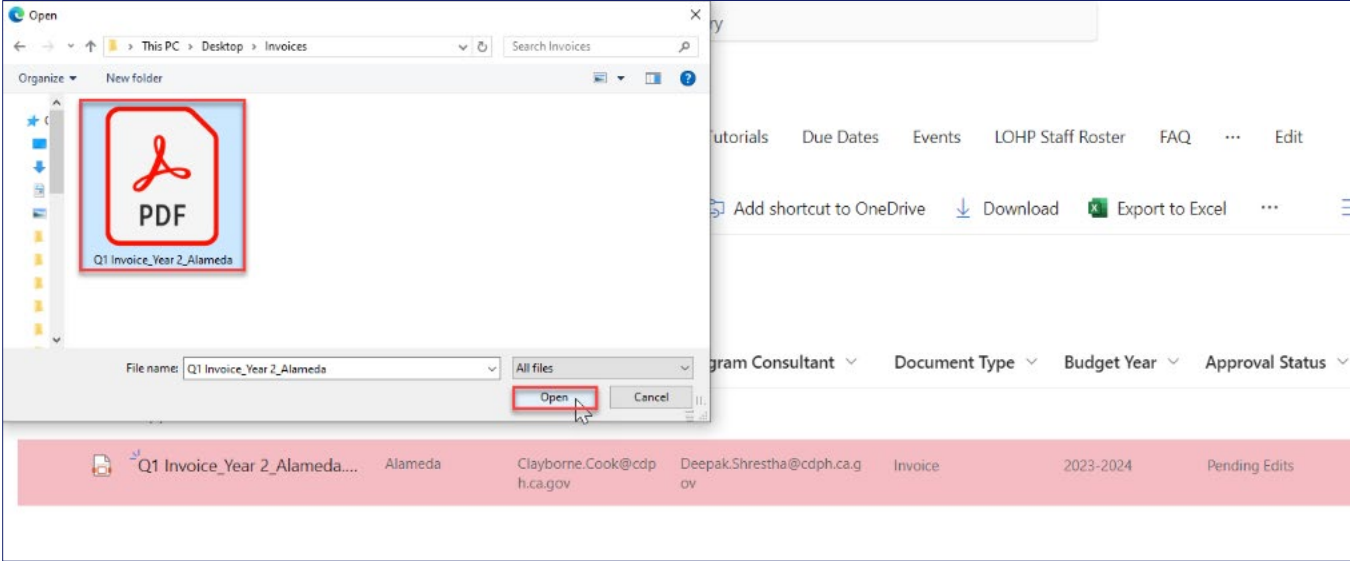 Open
This PC > Desktop > Invoices
Search Invoices
Organize
New folder
PDF
Q1 Invoice_Year 2_Alameda
File name:
Q1 Invoice_Year 2_Alameda
All files
Open
Cancel
Due Dates
Events
LOHP Staff Roster
FAQ
...
Edit
Add shortcut to OneDrive
Download
Export to Excel
...
Consultant
Document Type
Budget Year
Approval Status
Q1 Invoice_Year 2_Alameda....
Alameda
Clayborne.Cook@cdp
h.ca.gov
Deepak.Shrestha@cdph.ca.g
ov
Invoice
2023-2024
Pending Edits